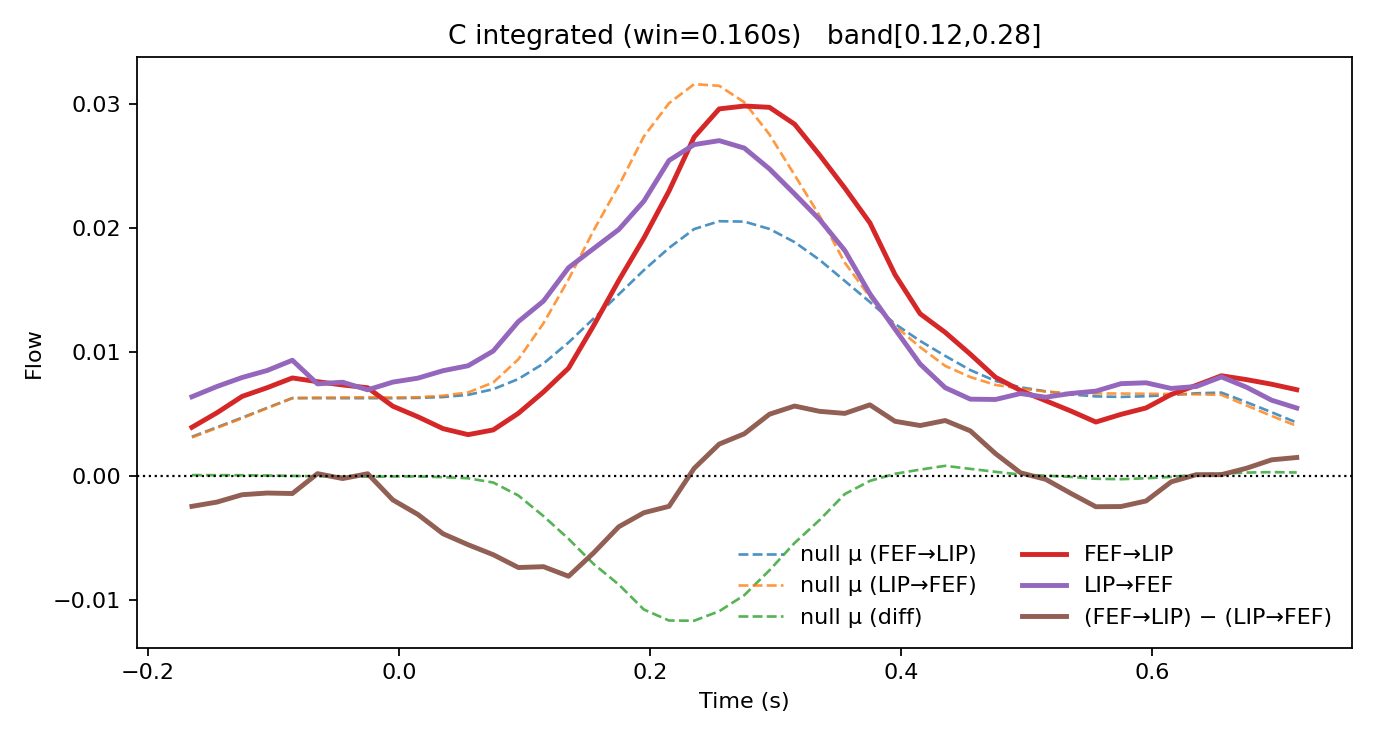 C integrated (win=0.160s)   band[0.12,0.28]
Flow
0.03
0.02
0.01
0.00
−0.01
null μ (FEF→LIP)
null μ (LIP→FEF)
null μ (diff)
FEF→LIP
LIP→FEF
(FEF→LIP) − (LIP→FEF)
−0.2 0.0 0.2 0.4 0.6
Time (s)